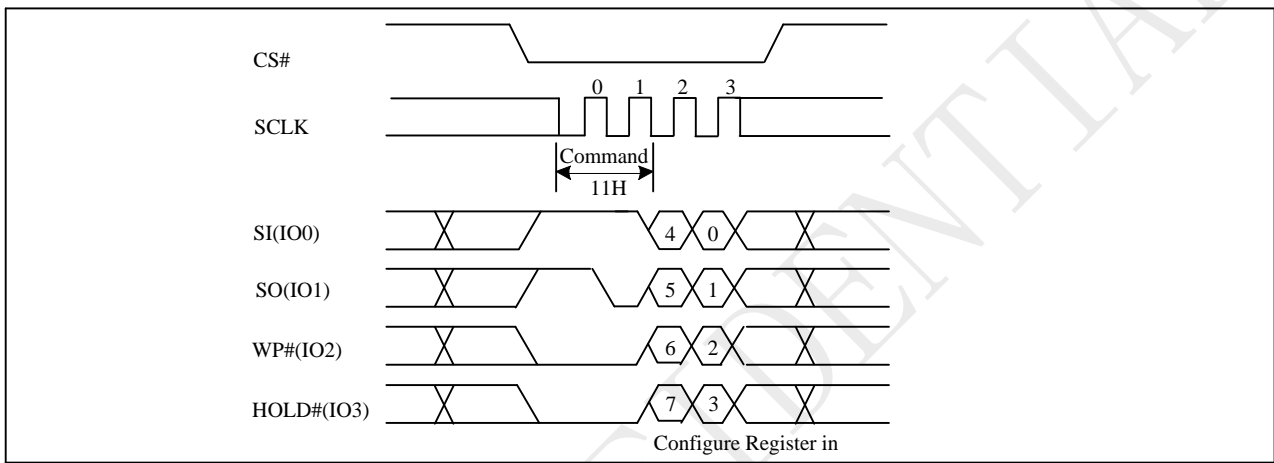 CS#
0 1 2 3
SCLK
Command
11H
SI(IO0) 4 0
SO(IO1) 5 1
WP#(IO2) 6 2
HOLD#(IO3) 7 3
Configure Register in